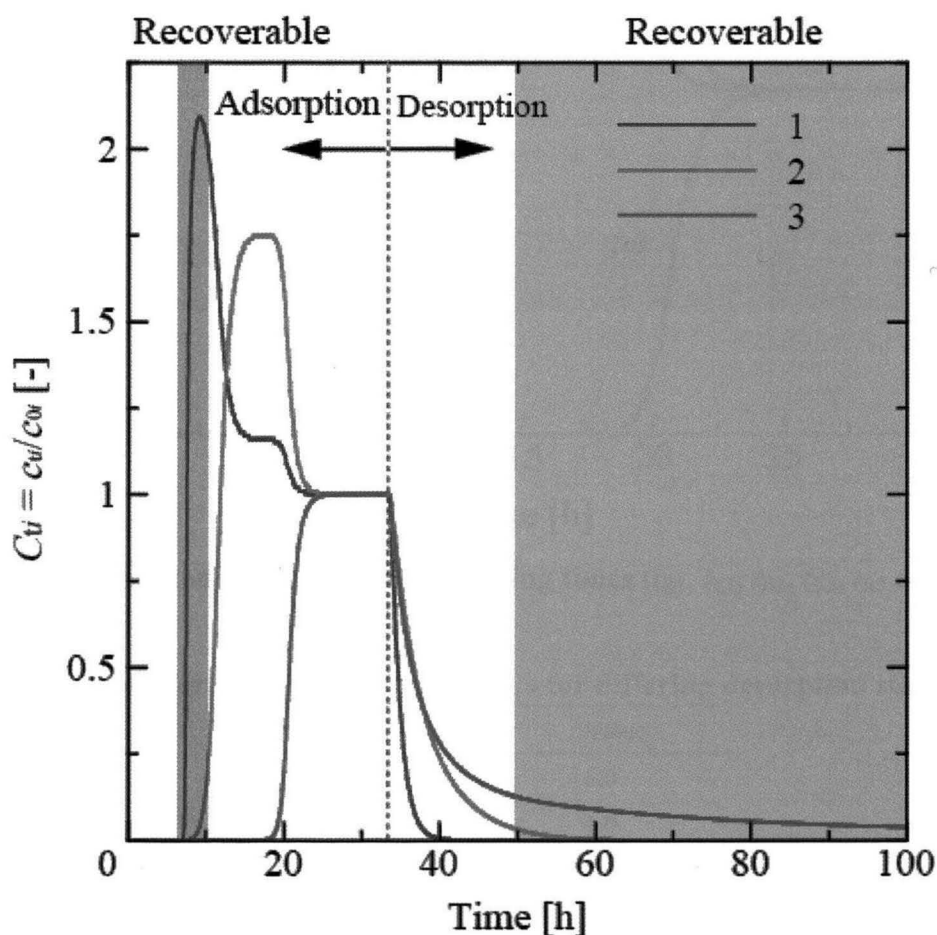 Recoverable Recoverable
Adsorption Desorption
1
2
3
2
1.5
1
0.5
0 20 40 60 80 100
Cti = cti/c0i [-]
Time [h]